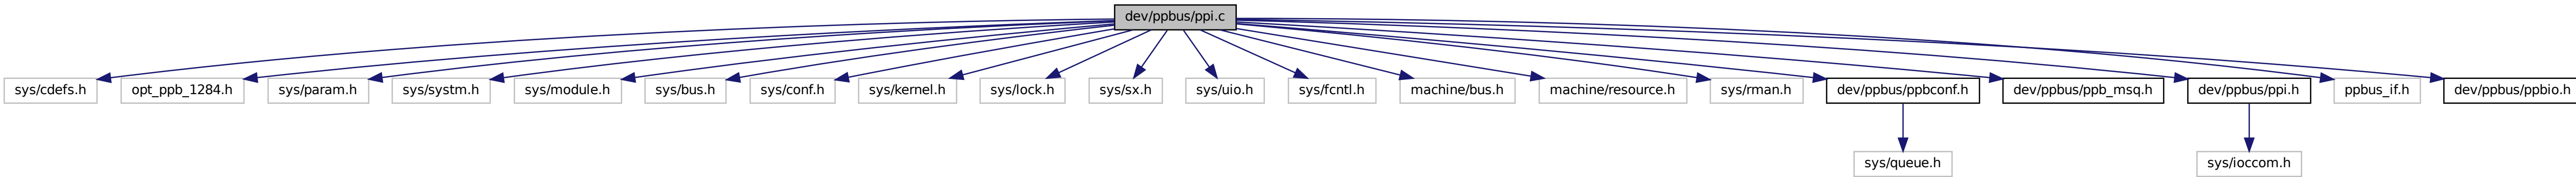 dev/ppbus/ppi.c
sys/cdefs.h
opt_ppb_1284.h
sys/param.h
sys/systm.h
sys/module.h
sys/bus.h
sys/conf.h
sys/kernel.h
sys/lock.h
sys/sx.h
sys/uio.h
sys/fcntl.h
machine/bus.h
machine/resource.h
sys/rman.h
dev/ppbus/ppbconf.h
dev/ppbus/ppb_msq.h
dev/ppbus/ppi.h
ppbus_if.h
dev/ppbus/ppbio.h
sys/queue.h
sys/ioccom.h